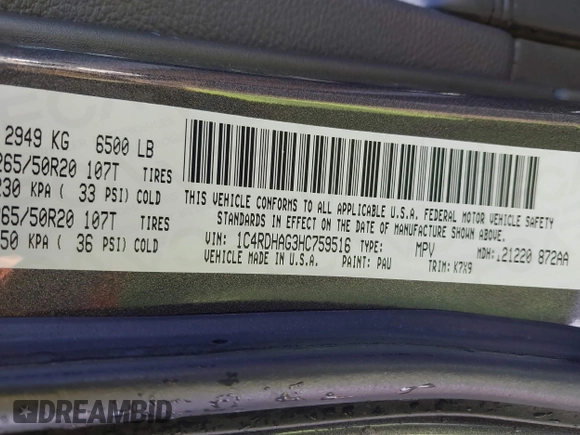 2949 KG 6500 LB
265/50R20 107T TIRES
230 KPA ( 33 PSI) COLD
265/50R20 107T TIRES
250 KPA ( 36 PSI) COLD
THIS VEHICLE CONFORMS TO ALL APPLICABLE U.S.A. FEDERAL MOTOR VEHICLE SAFETY
STANDARDS IN EFFECT ON THE DATE OF MANUFACTURE SHOWN ABOVE.
VIN: 1C4RDHAG3HC759516 TYPE: MPV MDH: 121220 872AA
VEHICLE MADE IN U.S.A. PAINT: PAU TRIM: K7X9
DREAMBID